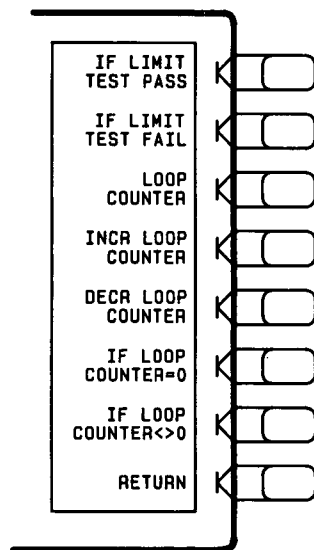 IF LIMIT
TEST PASS
IF LIMIT
TEST FAIL
LOOP
COUNTER
INCR LOOP
COUNTER
DECR LOOP
COUNTER
IF LOOP
COUNTER=0
IF LOOP
COUNTER<>0
RETURN